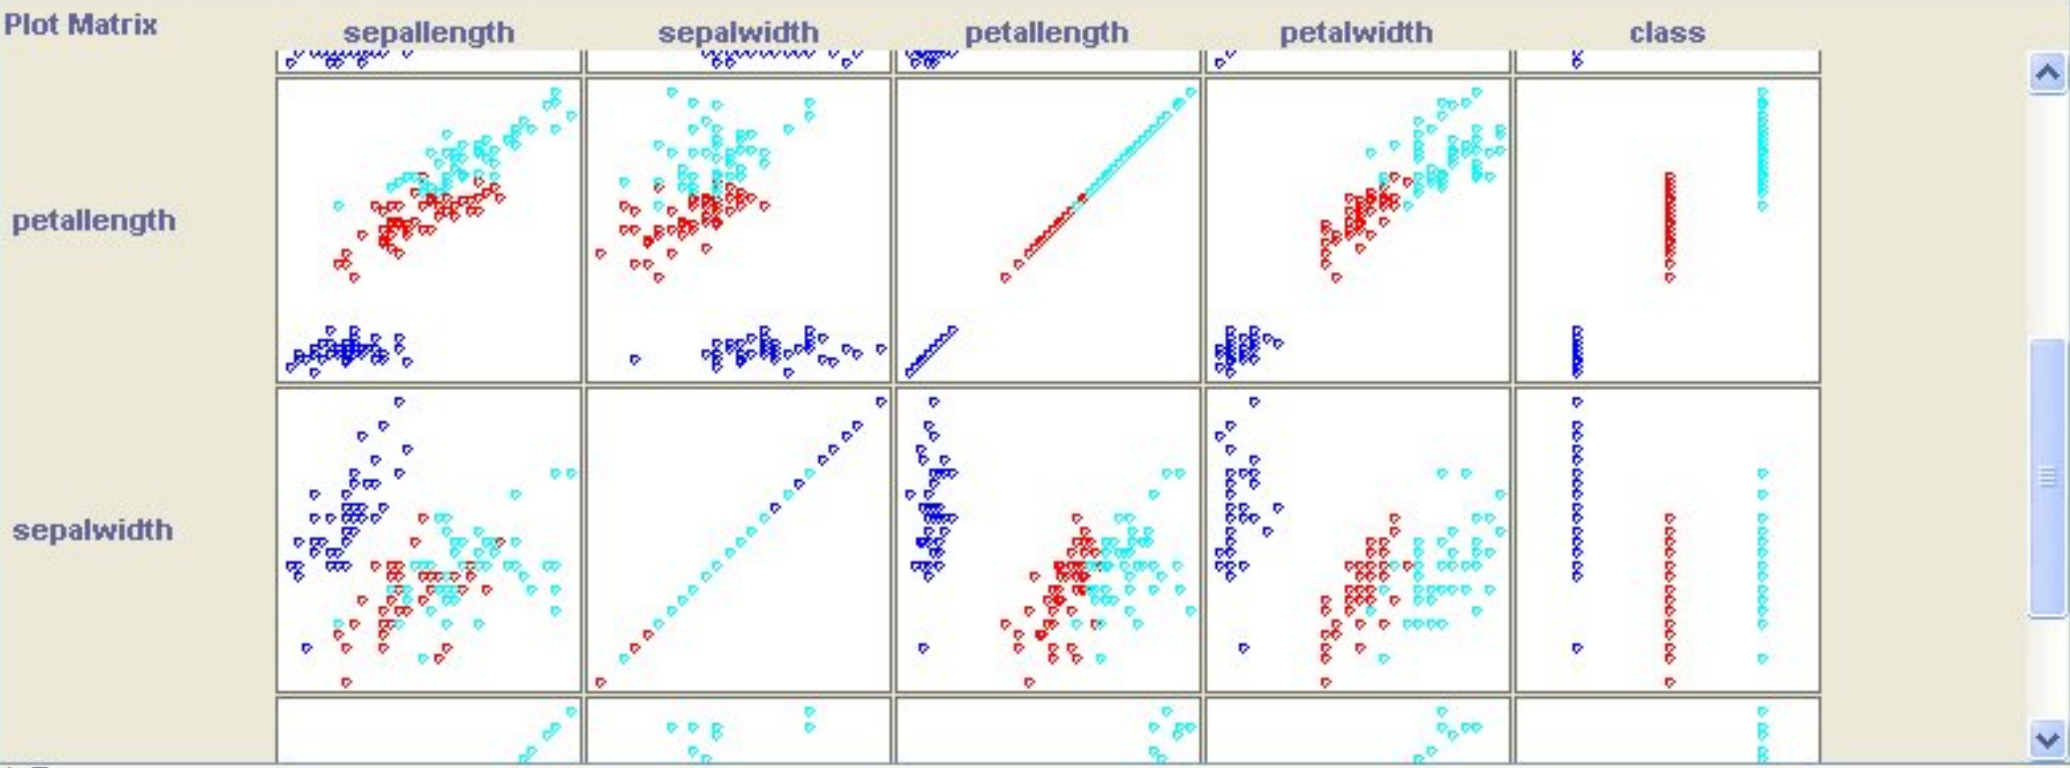 Plot Matrix sepallength sepalwidth petallength petalwidth class
petallength
sepalwidth